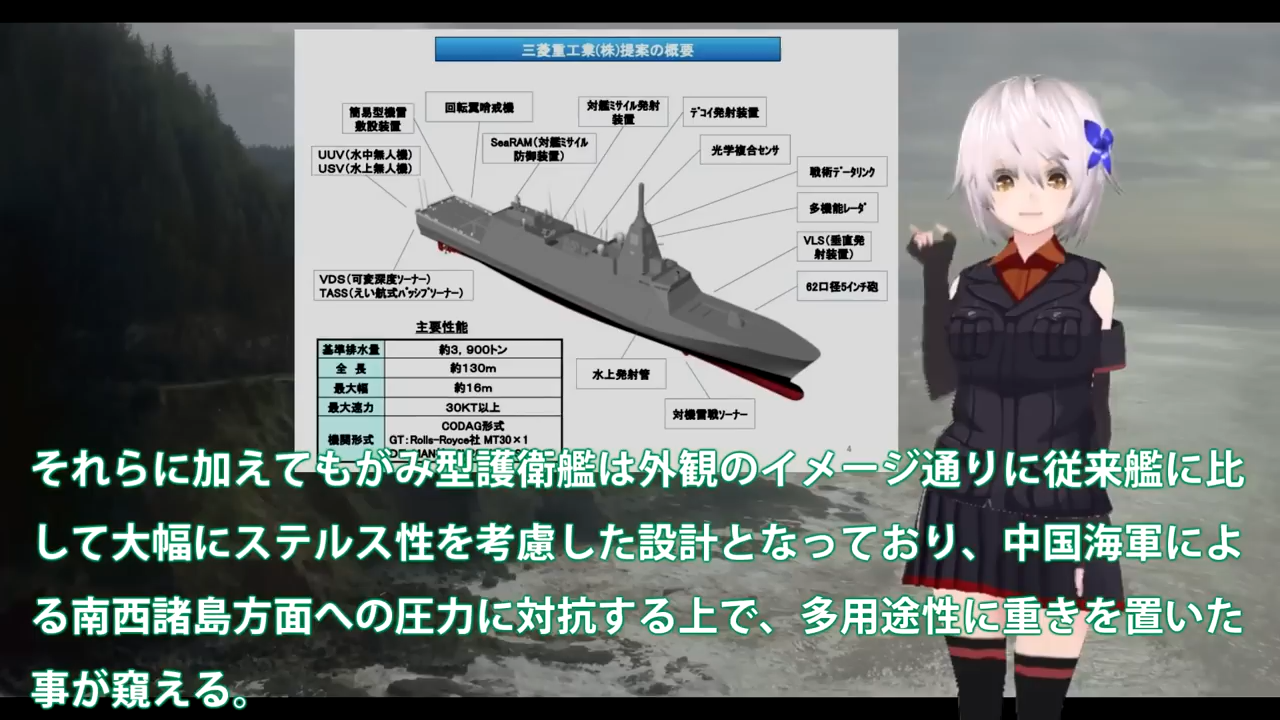 三菱重工業(株)提案の概要
簡易型機雷
敷設装置
回転翼哨戒機
対艦ミサイル発射
装置
デコイ発射装置
SeaRAM(対艦ミサイル
防御装置)
光学複合センサ
UUV(水中無人機)
USV(水上無人機)
戦術データリンク
多機能レーダ
VLS(垂直発
射装置)
VDS(可変深度ソーナー)
TASS(えい航式パッシブソーナー)
62口径5インチ砲
主要性能
基準排水量 約3,900トン
全 長 約130m
最大幅 約16m
最大速力 30KT以上
機関形式 CODAG形式
GT:Rolls-Royce社 MT30×1
水上発射管
対機雷戦ソーナー
4
それらに加えてもがみ型護衛艦は外観のイメージ通りに従来艦に比
して大幅にステルス性を考慮した設計となっており、中国海軍によ
る南西諸島方面への圧力に対抗する上で、多用途性に重きを置いた
事が窺える。